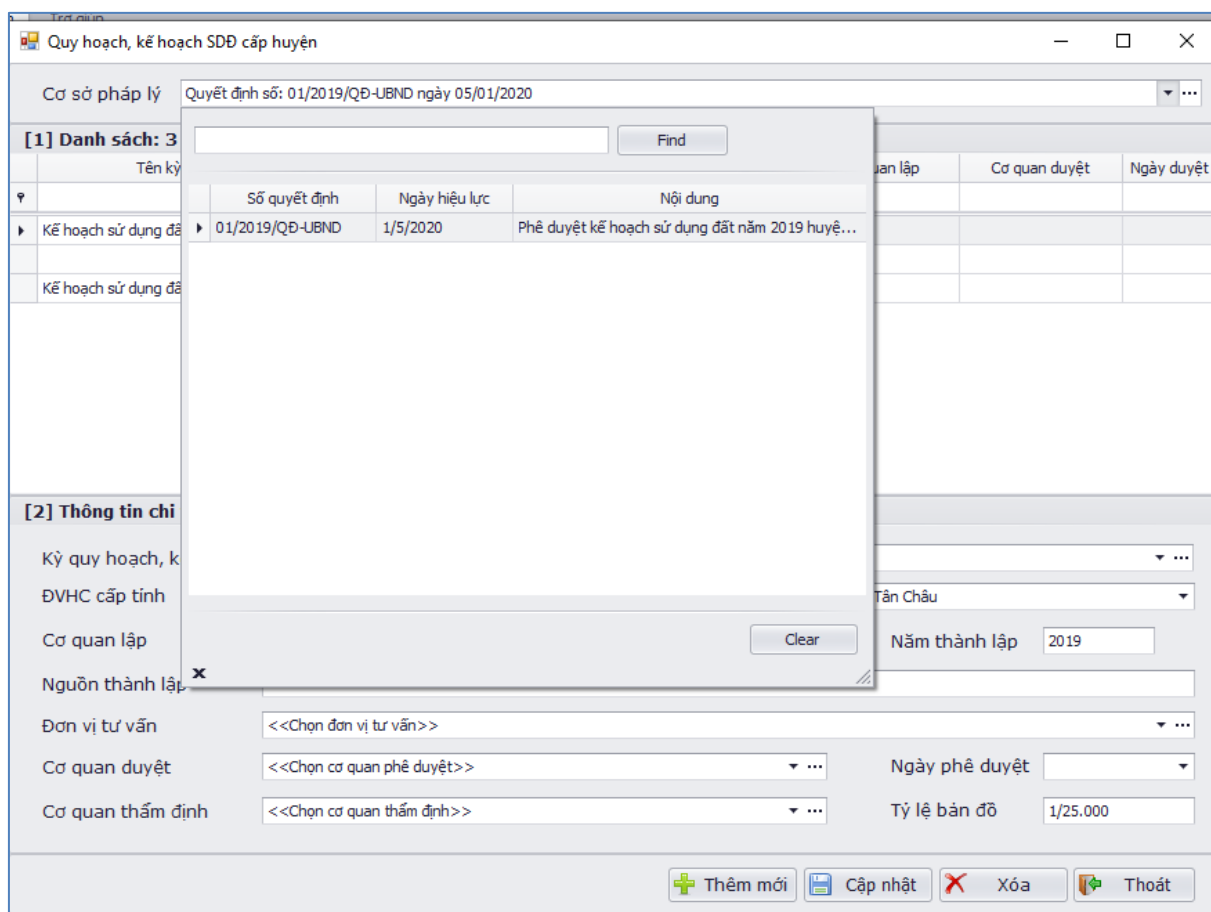 Trợ giúp
Quy hoạch, kế hoạch SDĐ cấp huyện
Cơ sở pháp lý Quyết định số: 01/2019/QĐ-UBND ngày 05/01/2020
[1] Danh sách: 3
Find
Tên kỳ uan lập Cơ quan duyệt Ngày duyệt
Số quyết định Ngày hiệu lực Nội dung
01/2019/QĐ-UBND 1/5/2020 Phê duyệt kế hoạch sử dụng đất năm 2019 huyệ...
Kế hoạch sử dụng đấ
Kế hoạch sử dụng đấ
[2] Thông tin chi
Kỳ quy hoạch, k
ĐVHC cấp tỉnh Tân Châu
Clear
Cơ quan lập Năm thành lập 2019
Nguồn thành lập
Đơn vị tư vấn <<Chọn đơn vị tư vấn>>
Cơ quan duyệt <<Chọn cơ quan phê duyệt>> Ngày phê duyệt
Cơ quan thẩm định <<Chọn cơ quan thẩm định>> Tỷ lệ bản đồ 1/25.000
Thêm mới Cập nhật Xóa Thoát